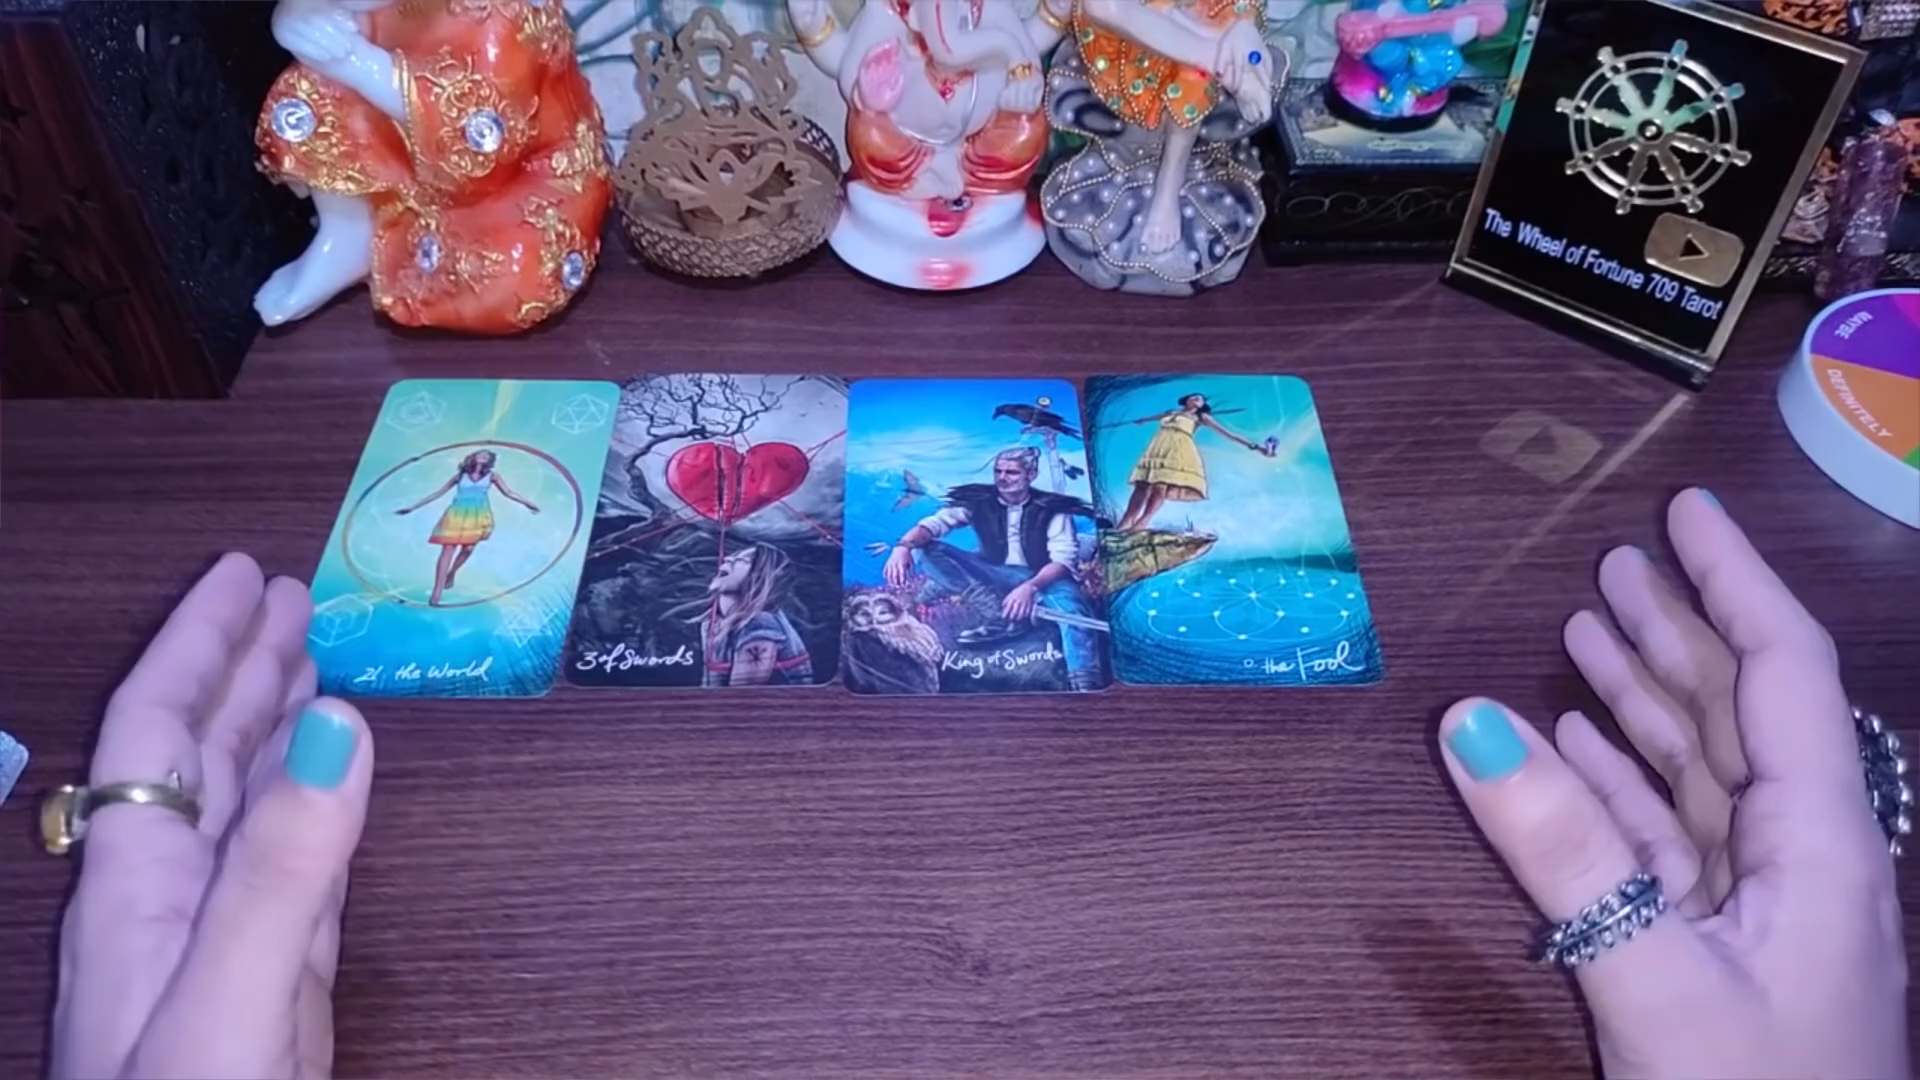 The Wheel of Fortune 709 Tarot
MAYBE
DEFINITELY
21. the World
3 of Swords
King of Swords
0. the Fool